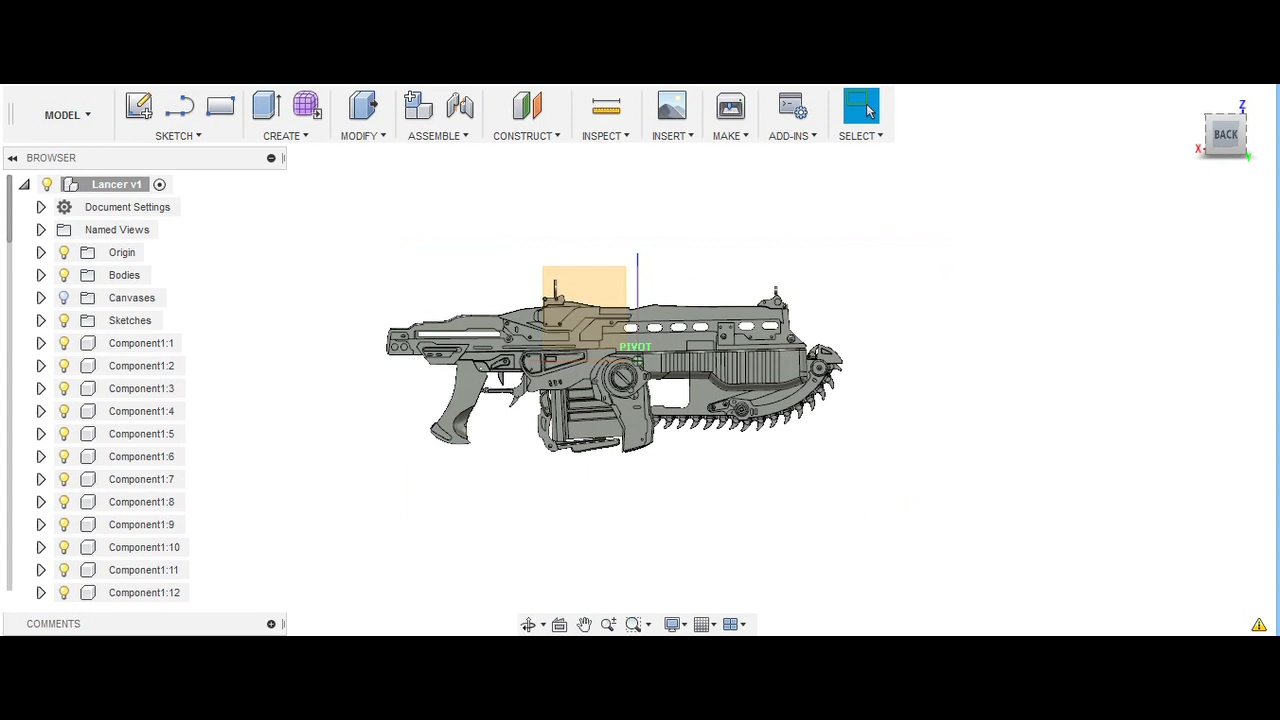 MODEL
SKETCH
CREATE
MODIFY
ASSEMBLE
CONSTRUCT
INSPECT
INSERT
MAKE
ADD-INS
SELECT
Z
BACK
X
Y
BROWSER
Lancer v1
Document Settings
Named Views
Origin
Bodies
Canvases
Sketches
Component1:1
Component1:2
Component1:3
Component1:4
Component1:5
Component1:6
Component1:7
Component1:8
Component1:9
Component1:10
Component1:11
Component1:12
PIVOT
COMMENTS